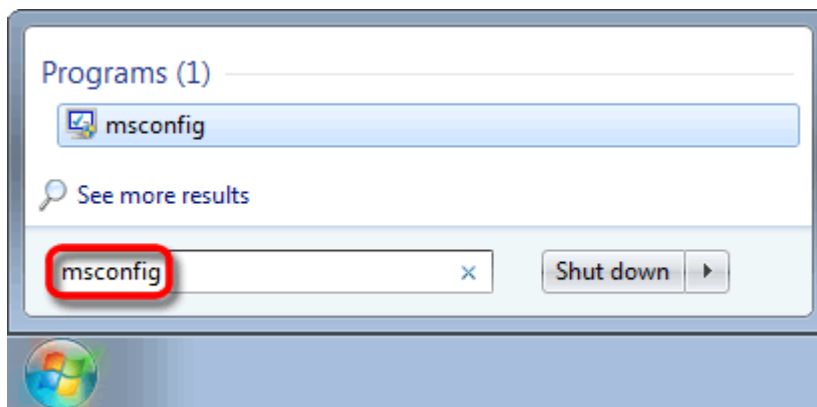 Programs (1)
msconfig
See more results
msconfig
Shut down